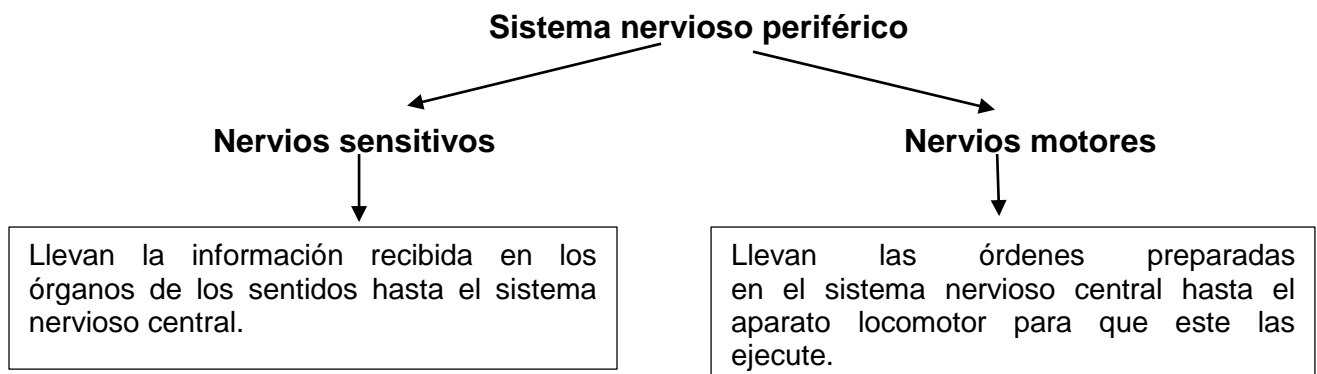 Sistema nervioso periférico
Nervios sensitivos
Nervios motores
Llevan la información recibida en los
órganos de los sentidos hasta el sistema
nervioso central.
Llevan las órdenes preparadas
en el sistema nervioso central hasta el
aparato locomotor para que este las
ejecute.